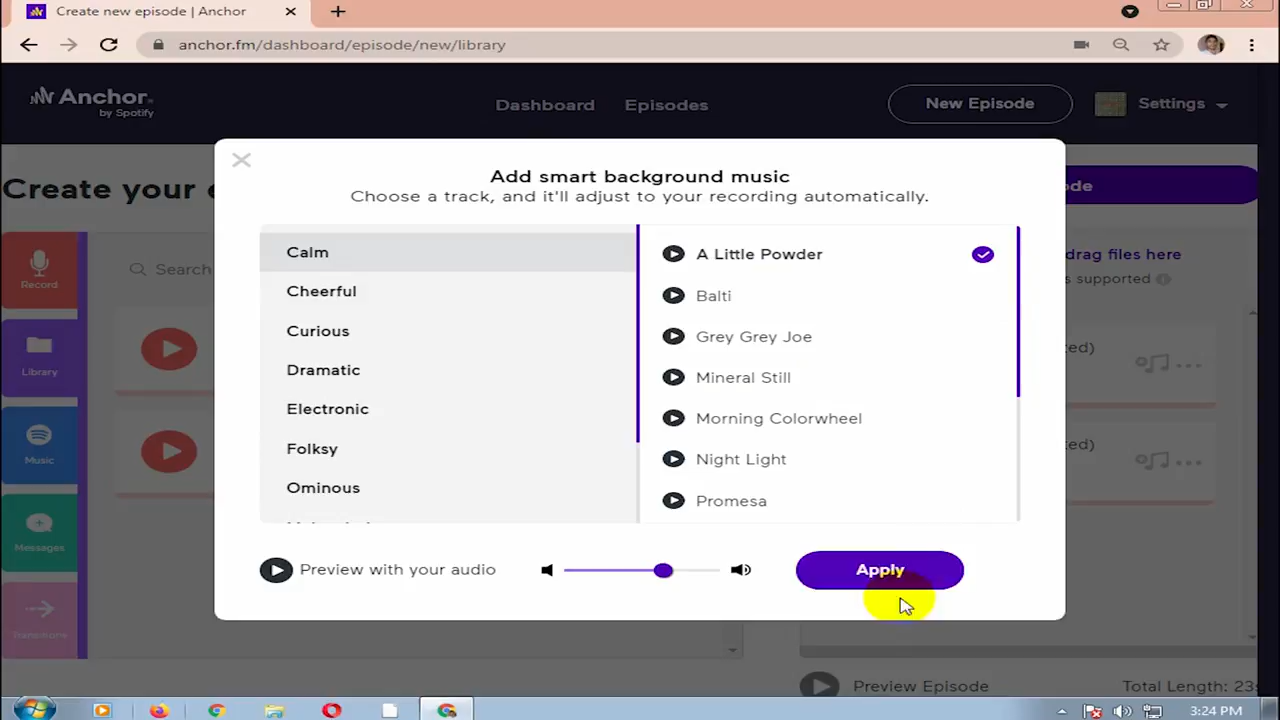 Create new episode | Anchor
anchor.fm/dashboard/episode/new/library
Anchor
by Spotify
Dashboard
Episodes
New Episode
Settings
Create your
Record
Library
Music
Messages
Transitions
Search
drag files here
Add smart background music
Choose a track, and it'll adjust to your recording automatically.
Calm
Cheerful
Curious
Dramatic
Electronic
Folksy
Ominous
A Little Powder
Balti
Grey Grey Joe
Mineral Still
Morning Colorwheel
Night Light
Promesa
Preview with your audio
Apply
Preview Episode
Total Length: 23s
3:24 PM